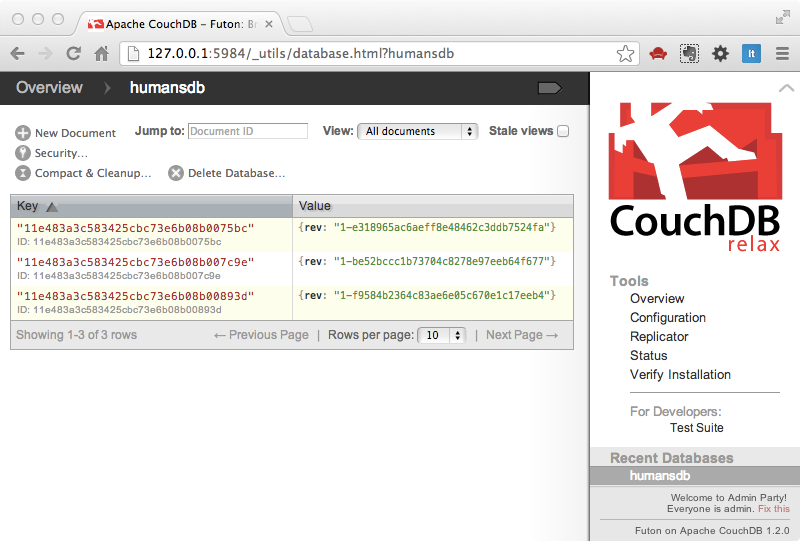 Apache CouchDB – Futon: Br
127.0.0.1:5984/_utils/database.html?humansdb
It
Overview humansdb
New Document Jump to: Document ID View: All documents Stale views
Security…
Compact & Cleanup… Delete Database…
Key Value
"11e483a3c583425cbc73e6b08b0075bc" {rev: "1-e318965ac6aeff8e48462c3ddb7524fa"}
ID: 11e483a3c583425cbc73e6b08b0075bc
"11e483a3c583425cbc73e6b08b007c9e" {rev: "1-be52bccc1b73704c8278e97eeb64f677"}
ID: 11e483a3c583425cbc73e6b08b007c9e
"11e483a3c583425cbc73e6b08b00893d" {rev: "1-f9584b2364c83ae6e05c670e1c17eeb4"}
ID: 11e483a3c583425cbc73e6b08b00893d
Showing 1-3 of 3 rows ← Previous Page | Rows per page: 10 | Next Page →
CouchDB
relax
Tools
Overview
Configuration
Replicator
Status
Verify Installation
For Developers:
Test Suite
Recent Databases
humansdb
Welcome to Admin Party!
Everyone is admin. Fix this
Futon on Apache CouchDB 1.2.0